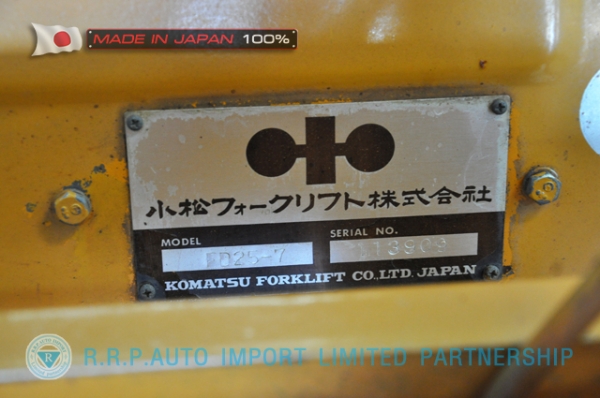 MADE IN JAPAN 100%
小松フォークリフト株式会社
MODEL
FD25-7
SERIAL NO.
KOMATSU FORKLIFT CO.,LTD. JAPAN
R.R.P.AUTO IMPORT LIMITED PARTNERSHIP